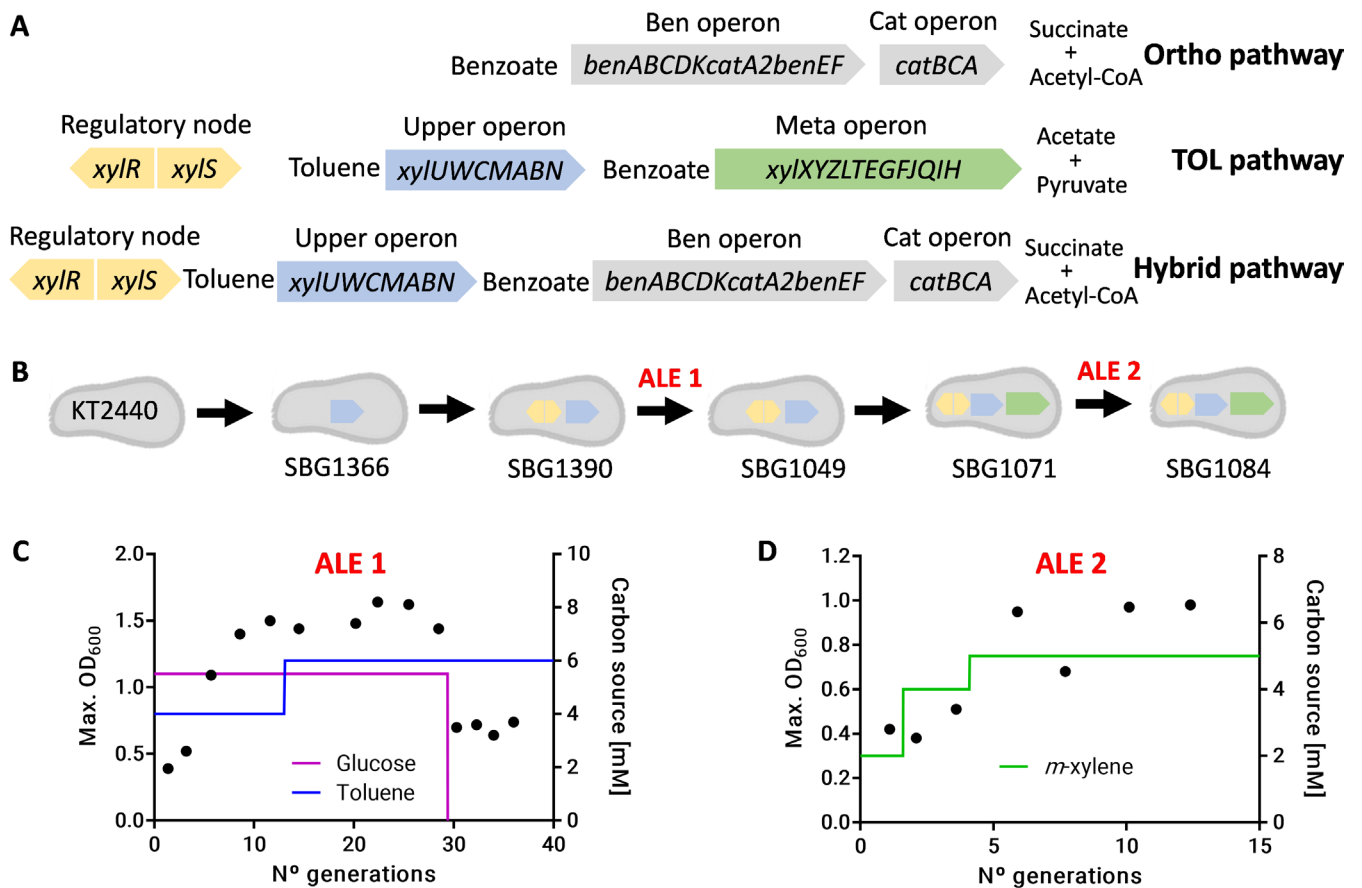 A
Ben operon
Cat operon
Benzoate
benABCDKcatA2benEF
catBCA
Succinate
+
Acetyl-CoA
Ortho pathway
Regulatory node
Upper operon
Meta operon
xylR
xylS
Toluene
xylUWCMABN
Benzoate
xylXYZLTEGFJQIH
Acetate
+
Pyruvate
TOL pathway
Regulatory node
Upper operon
Ben operon
Cat operon
xylR
xylS
Toluene
xylUWCMABN
Benzoate
benABCDKcatA2benEF
catBCA
Succinate
+
Acetyl-CoA
Hybrid pathway
B
KT2440
ALE 1
ALE 2
SBG1366
SBG1390
SBG1049
SBG1071
SBG1084
C
ALE 1
Max. OD600
2.0
1.5
1.0
0.5
0.0
Carbon source [mM]
10
8
6
4
2
0
Glucose
Toluene
0
10
20
30
40
Nº generations
D
ALE 2
Max. OD600
1.2
1.0
0.8
0.6
0.4
0.2
0.0
Carbon source [mM]
8
6
4
2
0
m-xylene
0
5
10
15
Nº generations